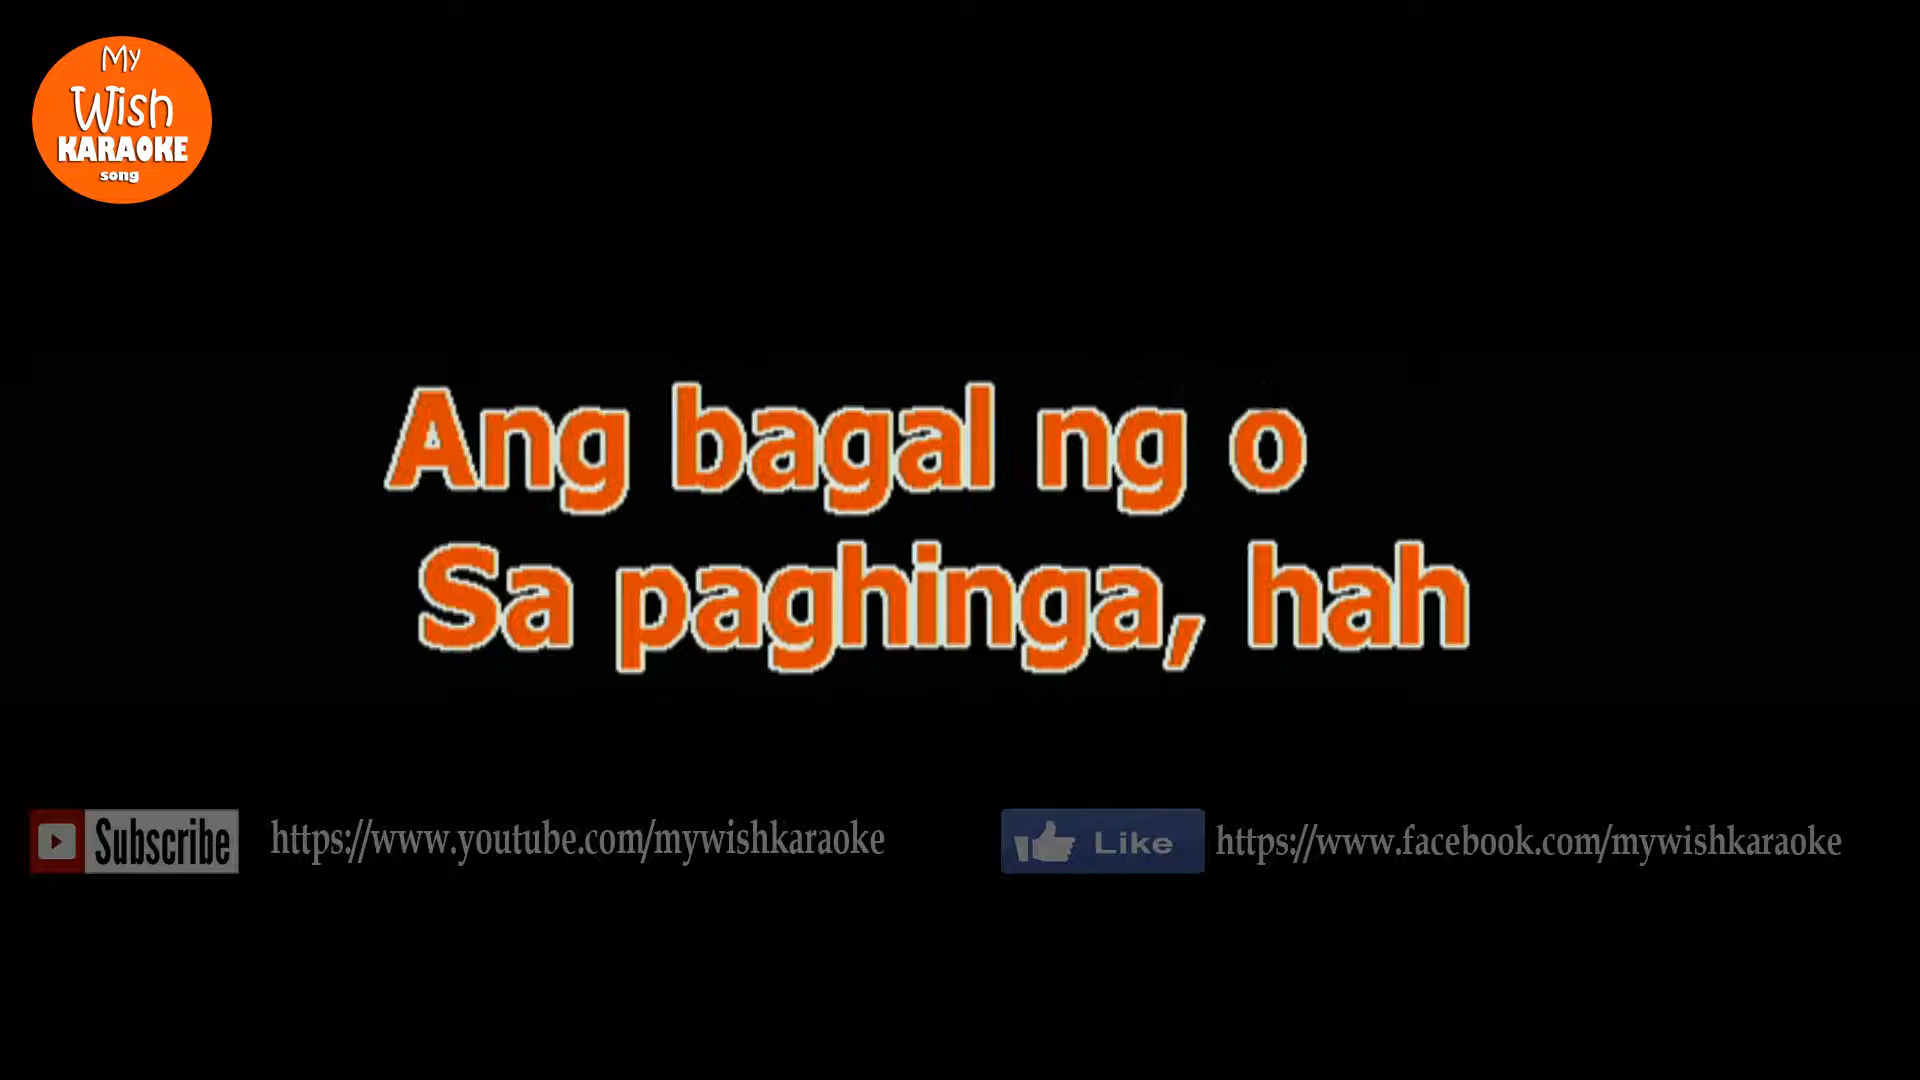 My
Wish
KARAOKE
song
Ang bagal ng o
Sa paghinga, hah
Subscribe https://www.youtube.com/mywishkaraoke Like https://www.facebook.com/mywishkaraoke